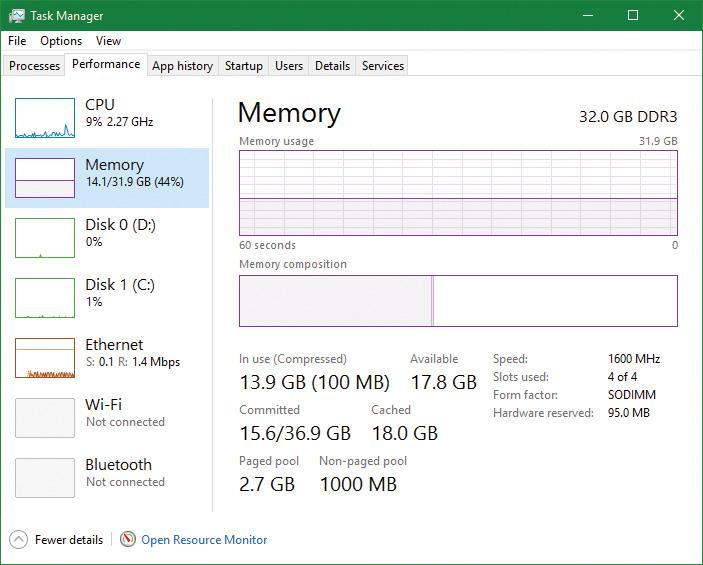 Task Manager
File Options View
Processes Performance App history Startup Users Details Services
CPU
9% 2.27 GHz
Memory
14.1/31.9 GB (44%)
Disk 0 (D:)
0%
Disk 1 (C:)
1%
Ethernet
S: 0.1 R: 1.4 Mbps
Wi-Fi
Not connected
Bluetooth
Not connected
Memory 32.0 GB DDR3
Memory usage 31.9 GB
60 seconds 0
Memory composition
In use (Compressed) Available
13.9 GB (100 MB) 17.8 GB
Committed Cached
15.6/36.9 GB 18.0 GB
Paged pool Non-paged pool
2.7 GB 1000 MB
Speed: 1600 MHz
Slots used: 4 of 4
Form factor: SODIMM
Hardware reserved: 95.0 MB
Fewer details Open Resource Monitor